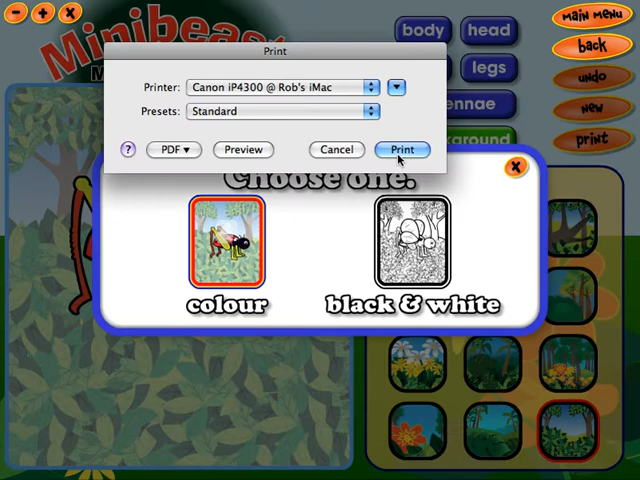 Minibeast
M
main menu
back
undo
new
print
body
head
legs
ennae
ground
Print
Printer: Canon iP4300 @ Rob's iMac
Presets: Standard
? PDF Preview Cancel Print
Choose one.
colour
black & white